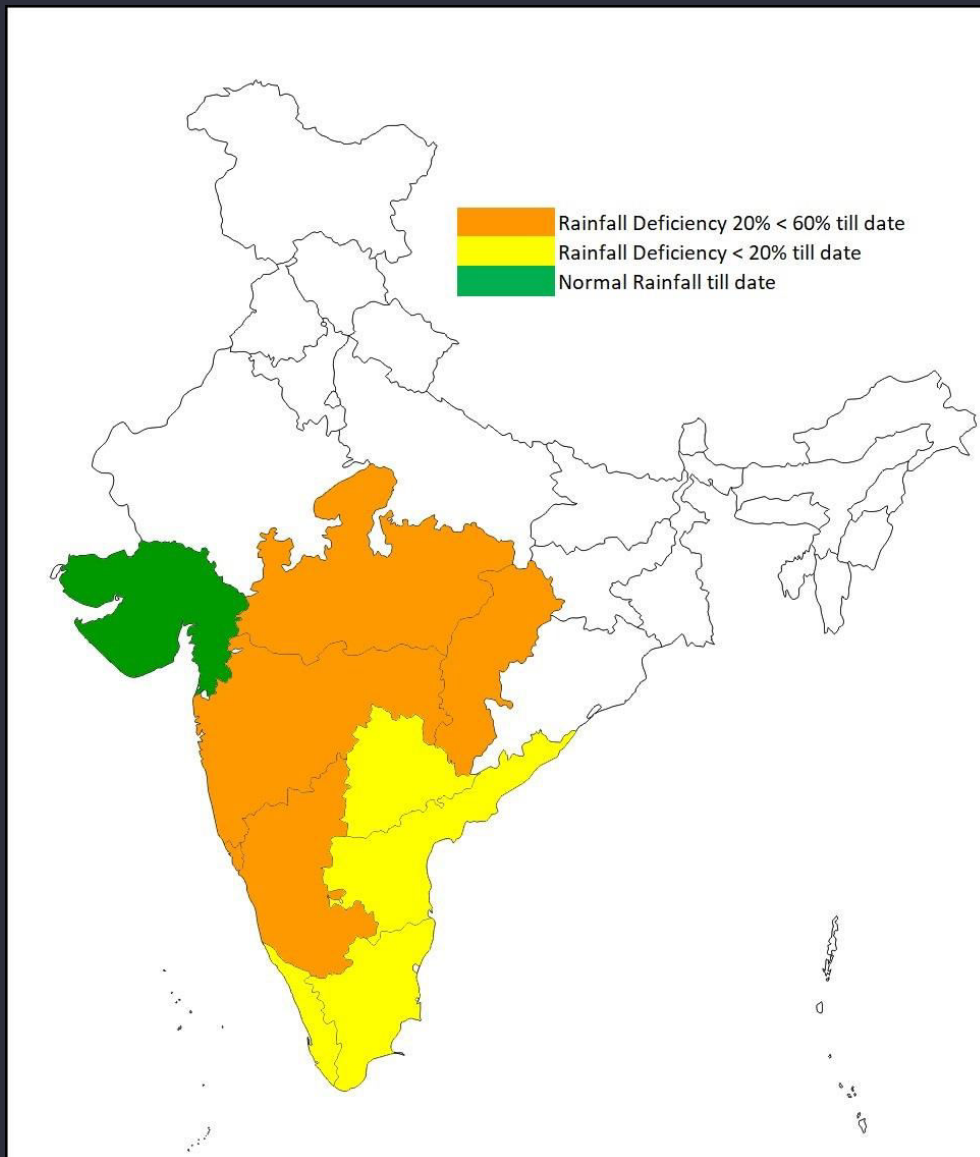 Rainfall Deficiency 20% < 60% till date
Rainfall Deficiency < 20% till date
Normal Rainfall till date